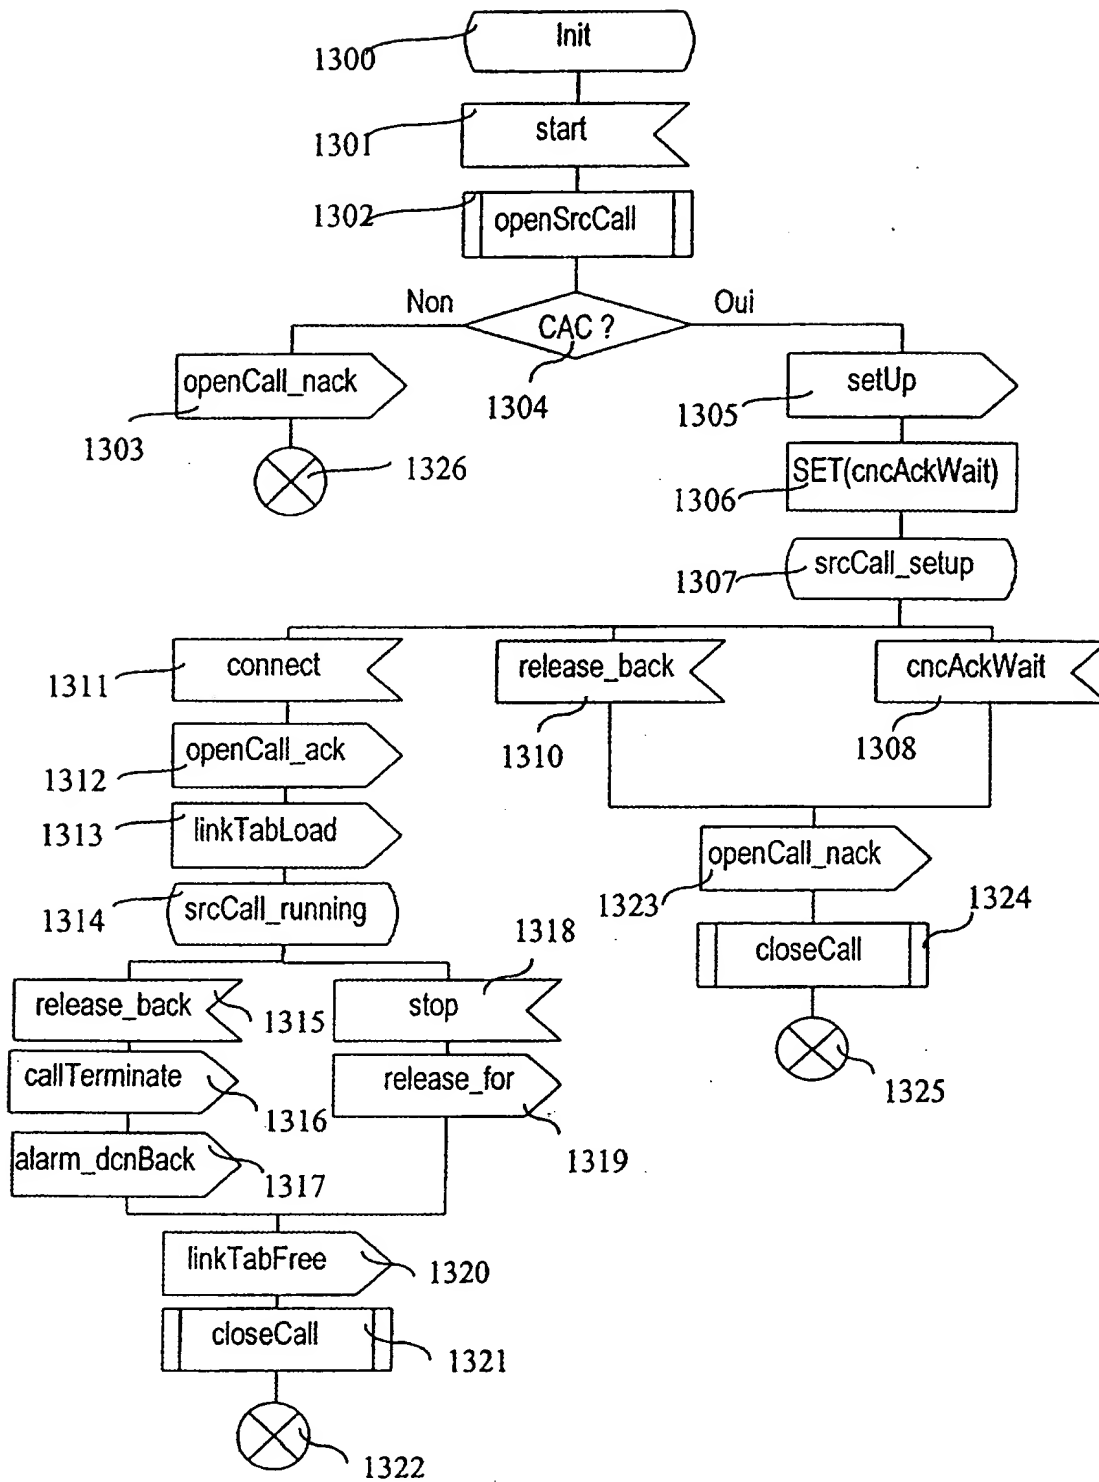 Init
1300
start
1301
openSrcCall
1302
Non
Oui
CAC ?
1304
openCall_nack
1303
1326
setUp
1305
SET(cncAckWait)
1306
srcCall_setup
1307
connect
1311
release_back
1310
cncAckWait
1308
openCall_ack
1312
linkTabLoad
1313
srcCall_running
1314
openCall_nack
1323
closeCall
1324
1325
release_back
1315
stop
1318
callTerminate
1316
release_for
1319
alarm_dcnBack
1317
linkTabFree
1320
closeCall
1321
1322